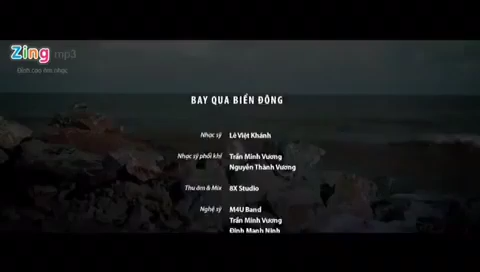 Zing mp3
Đỉnh cao âm nhạc
BAY QUA BIỂN ĐÔNG
Nhạc sỹ Lê Việt Khánh
Nhạc sỹ phối khí Trần Minh Vương
Nguyễn Thành Vương
Thu âm & Mix 8X Studio
Nghệ sỹ M4U Band
Trần Minh Vương
Đinh Mạnh Ninh